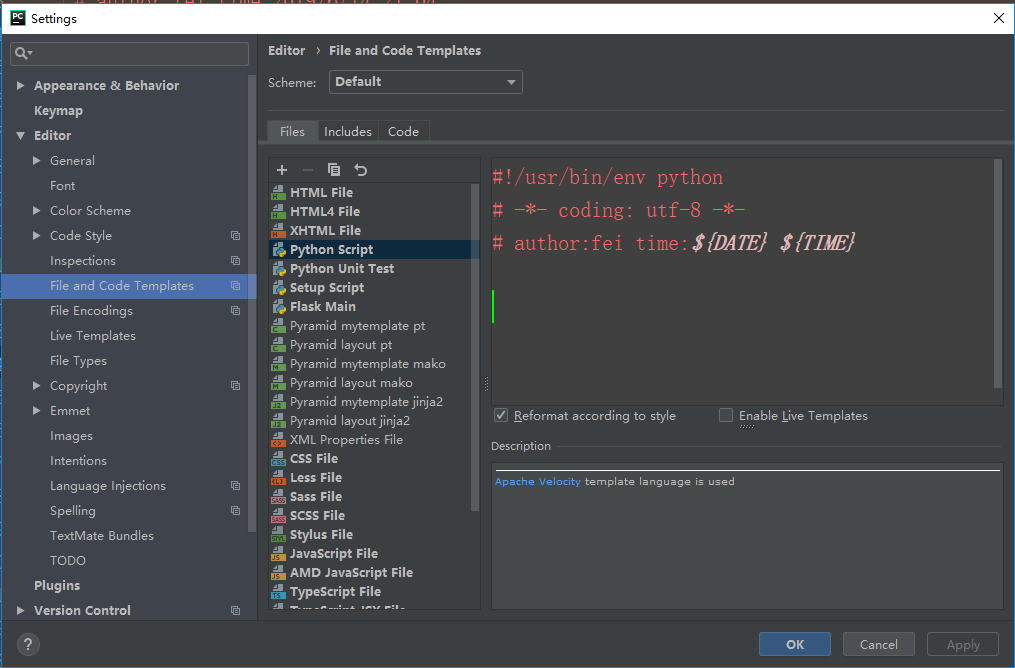 PC Settings
Editor › File and Code Templates
Scheme: Default
Appearance & Behavior
Keymap
Editor
General
Font
Color Scheme
Code Style
Inspections
File and Code Templates
File Encodings
Live Templates
File Types
Copyright
Emmet
Images
Intentions
Language Injections
Spelling
TextMate Bundles
TODO
Plugins
Version Control
Files Includes Code
HTML File
HTML4 File
XHTML File
Python Script
Python Unit Test
Setup Script
Flask Main
Pyramid mytemplate pt
Pyramid layout pt
Pyramid mytemplate mako
Pyramid layout mako
Pyramid mytemplate jinja2
Pyramid layout jinja2
XML Properties File
CSS File
Less File
Sass File
SCSS File
Stylus File
JavaScript File
AMD JavaScript File
TypeScript File
TypeScript JSX File
#!/usr/bin/env python
# -*- coding: utf-8 -*-
# author:fei time:${DATE} ${TIME}
Reformat according to style Enable Live Templates
Description
Apache Velocity template language is used
?
OK Cancel Apply